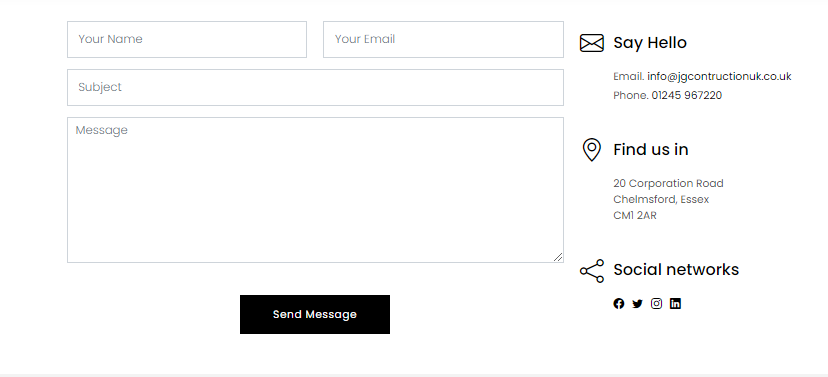 Your Name
Your Email
Subject
Message
Send Message
Say Hello
Email. info@jgcontructionuk.co.uk
Phone. 01245 967220
Find us in
20 Corporation Road
Chelmsford, Essex
CM1 2AR
Social networks